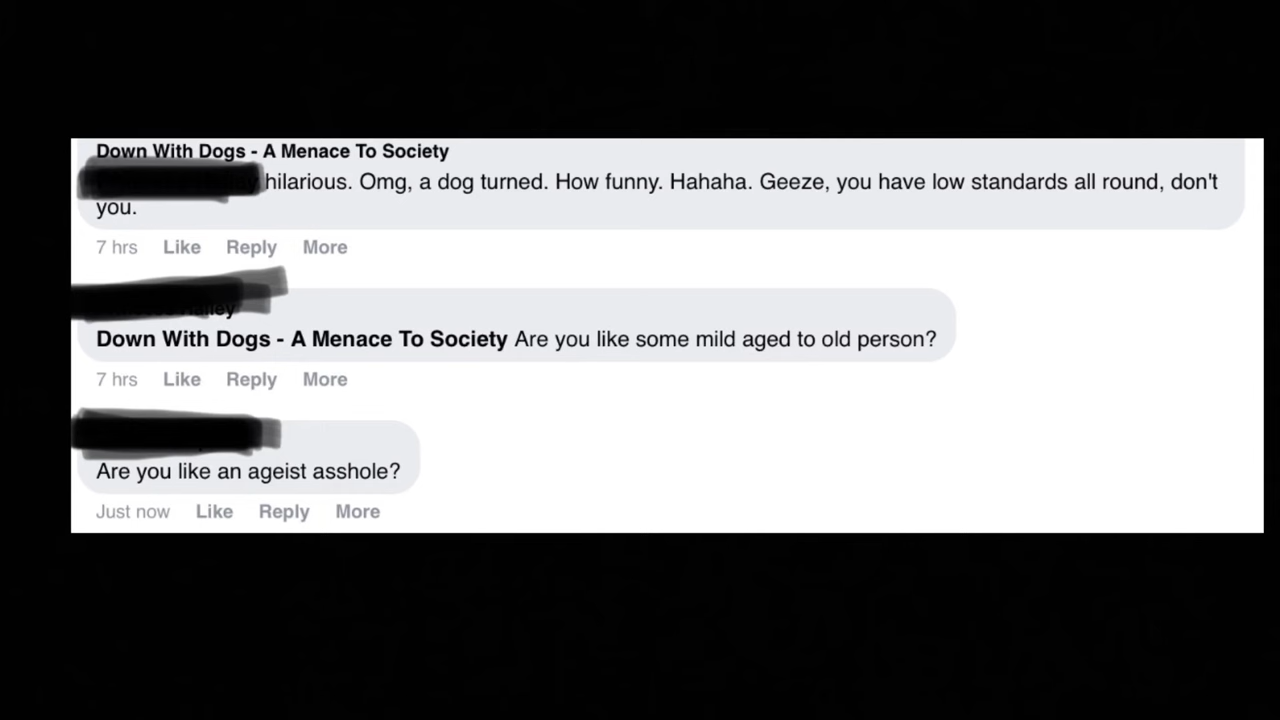 Down With Dogs - A Menace To Society
hilarious. Omg, a dog turned. How funny. Hahaha. Geeze, you have low standards all round, don't
you.
7 hrs Like Reply More
Down With Dogs - A Menace To Society Are you like some mild aged to old person?
7 hrs Like Reply More
Are you like an ageist asshole?
Just now Like Reply More